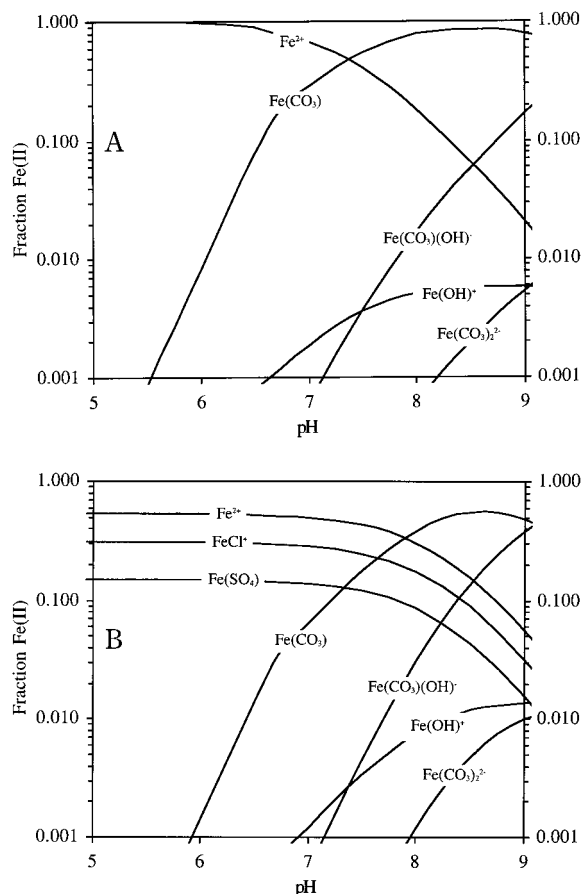 1.000
1.000
Fe²⁺
Fe(CO₃)
0.100
0.100
A
Fraction Fe(II)
Fe(CO₃)(OH)⁻
0.010
0.010
Fe(OH)⁺
Fe(CO₃)₂²⁻
0.001
0.001
5 6 7 8 9
pH
1.000
1.000
Fe²⁺
FeCl⁺
Fe(SO₄)
0.100
0.100
B
Fe(CO₃)
Fraction Fe(II)
Fe(CO₃)(OH)⁻
Fe(OH)⁺
0.010
0.010
Fe(CO₃)₂²⁻
0.001
0.001
5 6 7 8 9
pH